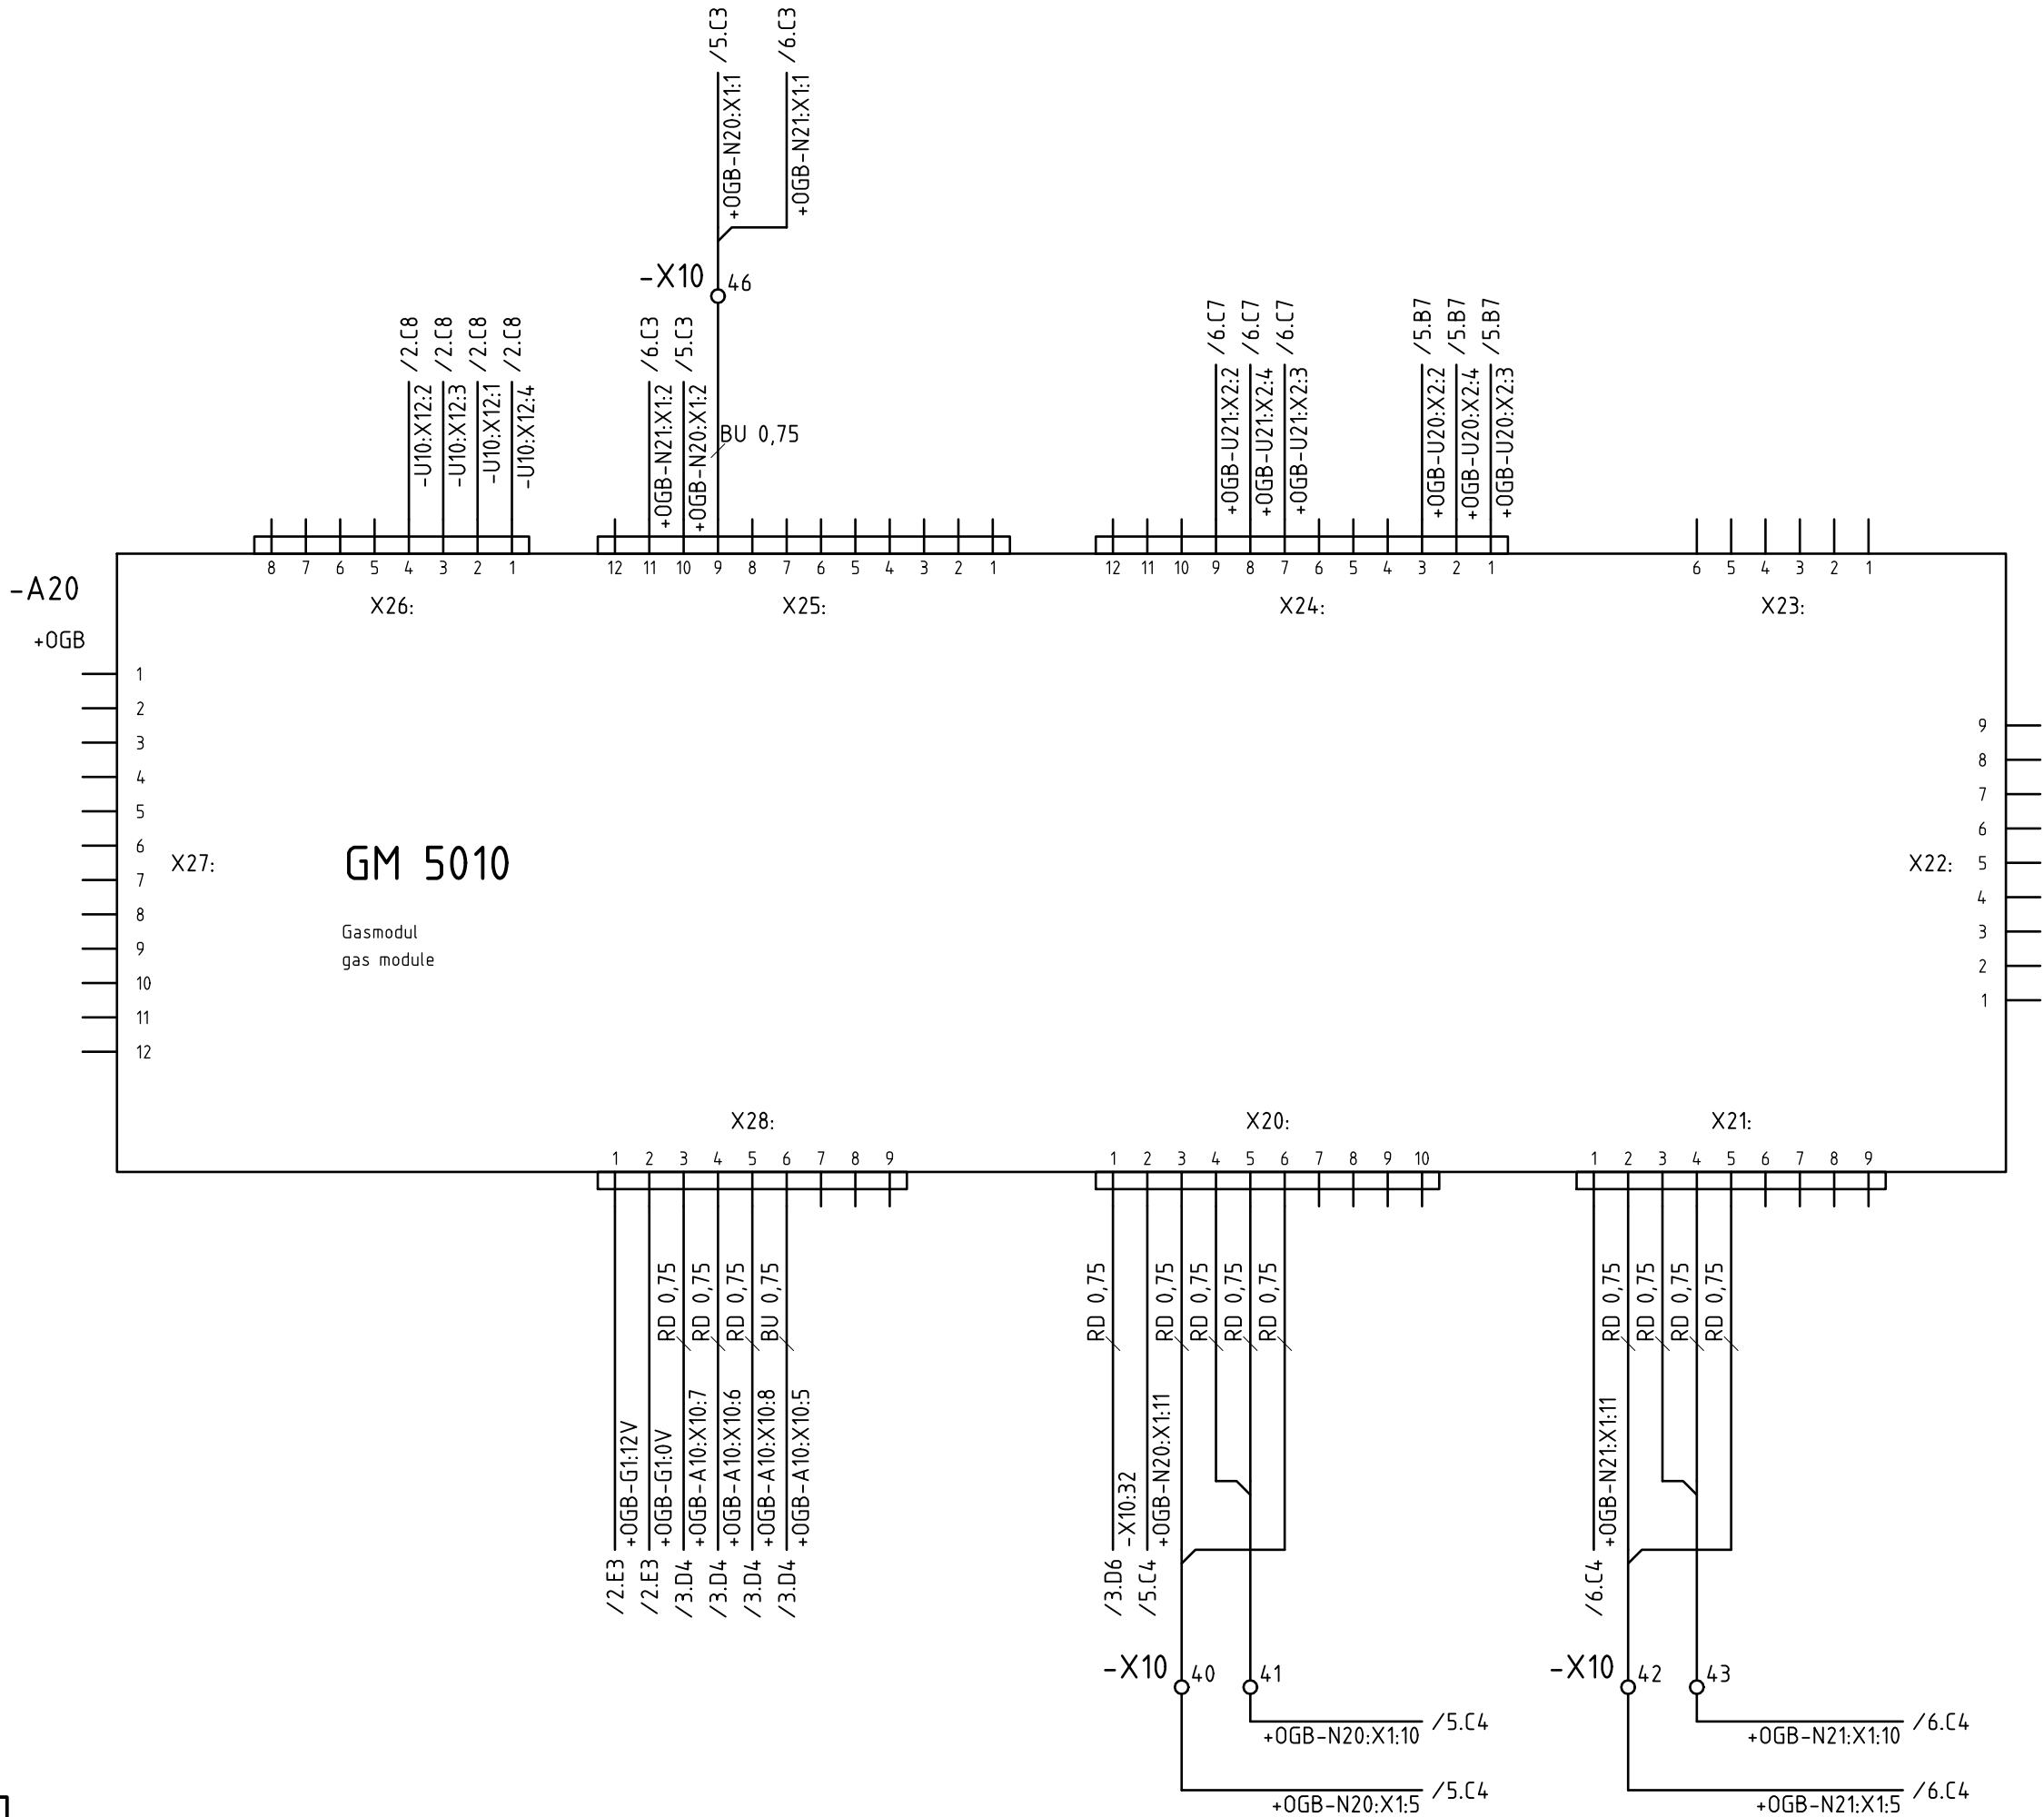 /5.C3
/6.C3
+OGB-N20:X1:1
+OGB-N21:X1:1
-X10
46
/2.C8
/2.C8
/2.C8
/2.C8
-U10:X12:2
-U10:X12:3
-U10:X12:1
-U10:X12:4
/6.C3
/5.C3
+OGB-N21:X1:2
+OGB-N20:X1:2
BU 0,75
/6.C7
/6.C7
/6.C7
+OGB-U21:X2:2
+OGB-U21:X2:4
+OGB-U21:X2:3
/5.B7
/5.B7
/5.B7
+OGB-U20:X2:2
+OGB-U20:X2:4
+OGB-U20:X2:3
8 7 6 5 4 3 2 1
12 11 10 9 8 7 6 5 4 3 2 1
12 11 10 9 8 7 6 5 4 3 2 1
6 5 4 3 2 1
-A20
+OGB
X26:
X25:
X24:
X23:
1
2
3
4
5
6
7
8
9
10
11
12
X27:
GM 5010
Gasmodul
gas module
9
8
7
6
5
4
3
2
1
X22:
X28:
X20:
X21:
1 2 3 4 5 6 7 8 9
1 2 3 4 5 6 7 8 9 10
1 2 3 4 5 6 7 8 9
RD 0,75
RD 0,75
RD 0,75
BU 0,75
+OGB-G1:12V
+OGB-G1:0V
+OGB-A10:X10:7
+OGB-A10:X10:6
+OGB-A10:X10:8
+OGB-A10:X10:5
/2.E3
/2.E3
/3.D4
/3.D4
/3.D4
/3.D4
RD 0,75
RD 0,75
RD 0,75
RD 0,75
RD 0,75
-X10:32
+OGB-N20:X1:11
/3.D6
/5.C4
-X10
40
41
+OGB-N20:X1:10
/5.C4
+OGB-N20:X1:5
/5.C4
RD 0,75
RD 0,75
RD 0,75
RD 0,75
+OGB-N21:X1:11
/6.C4
-X10
42
43
+OGB-N21:X1:10
/6.C4
+OGB-N21:X1:5
/6.C4